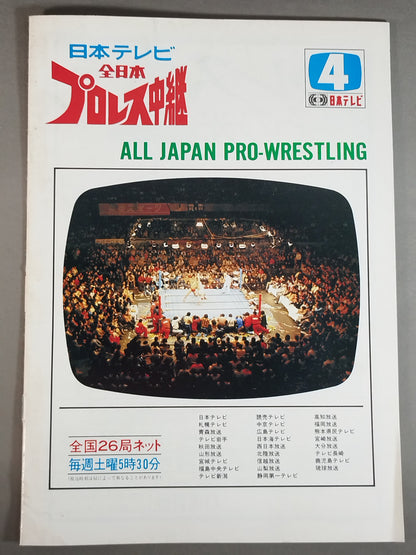 日本テレビ
全日本
プロレス中継
4
日本テレビ
ALL JAPAN PRO-WRESTLING
全国26局ネット
毎週土曜5時30分
日本テレビ
札幌テレビ
青森放送
テレビ岩手
秋田放送
山形放送
宮城テレビ
福島中央テレビ
テレビ新潟
読売テレビ
中京テレビ
広島テレビ
日本海テレビ
西日本放送
北陸放送
信越放送
山梨放送
静岡第一テレビ
高知放送
福岡放送
熊本県民テレビ
宮崎放送
大分放送
テレビ長崎
鹿児島テレビ
琉球放送